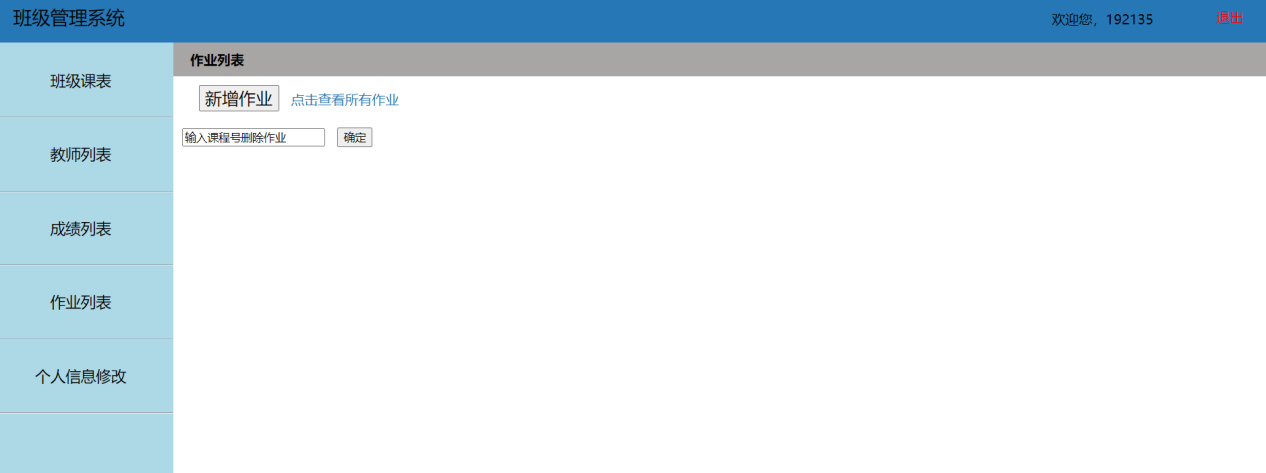 班级管理系统
欢迎您，192135
退出
班级课表
教师列表
成绩列表
作业列表
个人信息修改
作业列表
新增作业 点击查看所有作业
输入课程号删除作业 确定